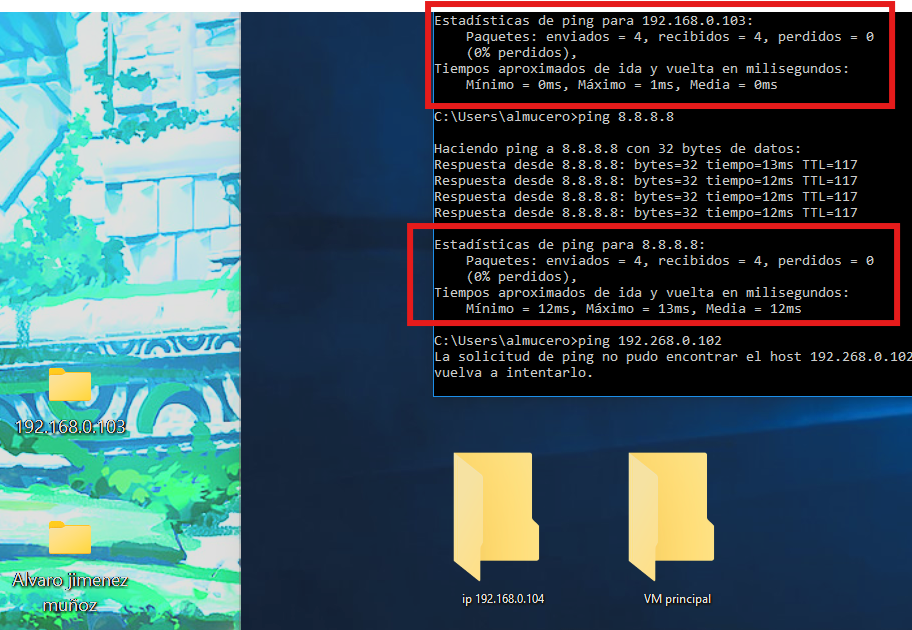 Estadísticas de ping para 192.168.0.103:
Paquetes: enviados = 4, recibidos = 4, perdidos = 0
(0% perdidos),
Tiempos aproximados de ida y vuelta en milisegundos:
Mínimo = 0ms, Máximo = 1ms, Media = 0ms
C:\Users\almucero>ping 8.8.8.8
Haciendo ping a 8.8.8.8 con 32 bytes de datos:
Respuesta desde 8.8.8.8: bytes=32 tiempo=13ms TTL=117
Respuesta desde 8.8.8.8: bytes=32 tiempo=12ms TTL=117
Respuesta desde 8.8.8.8: bytes=32 tiempo=12ms TTL=117
Respuesta desde 8.8.8.8: bytes=32 tiempo=12ms TTL=117
Estadísticas de ping para 8.8.8.8:
Paquetes: enviados = 4, recibidos = 4, perdidos = 0
(0% perdidos),
Tiempos aproximados de ida y vuelta en milisegundos:
Mínimo = 12ms, Máximo = 13ms, Media = 12ms
C:\Users\almucero>ping 192.268.0.102
La solicitud de ping no pudo encontrar el host 192.268.0.102
vuelva a intentarlo.
192.168.0.103
Alvaro jimenez
muñoz
ip 192.168.0.104
VM principal